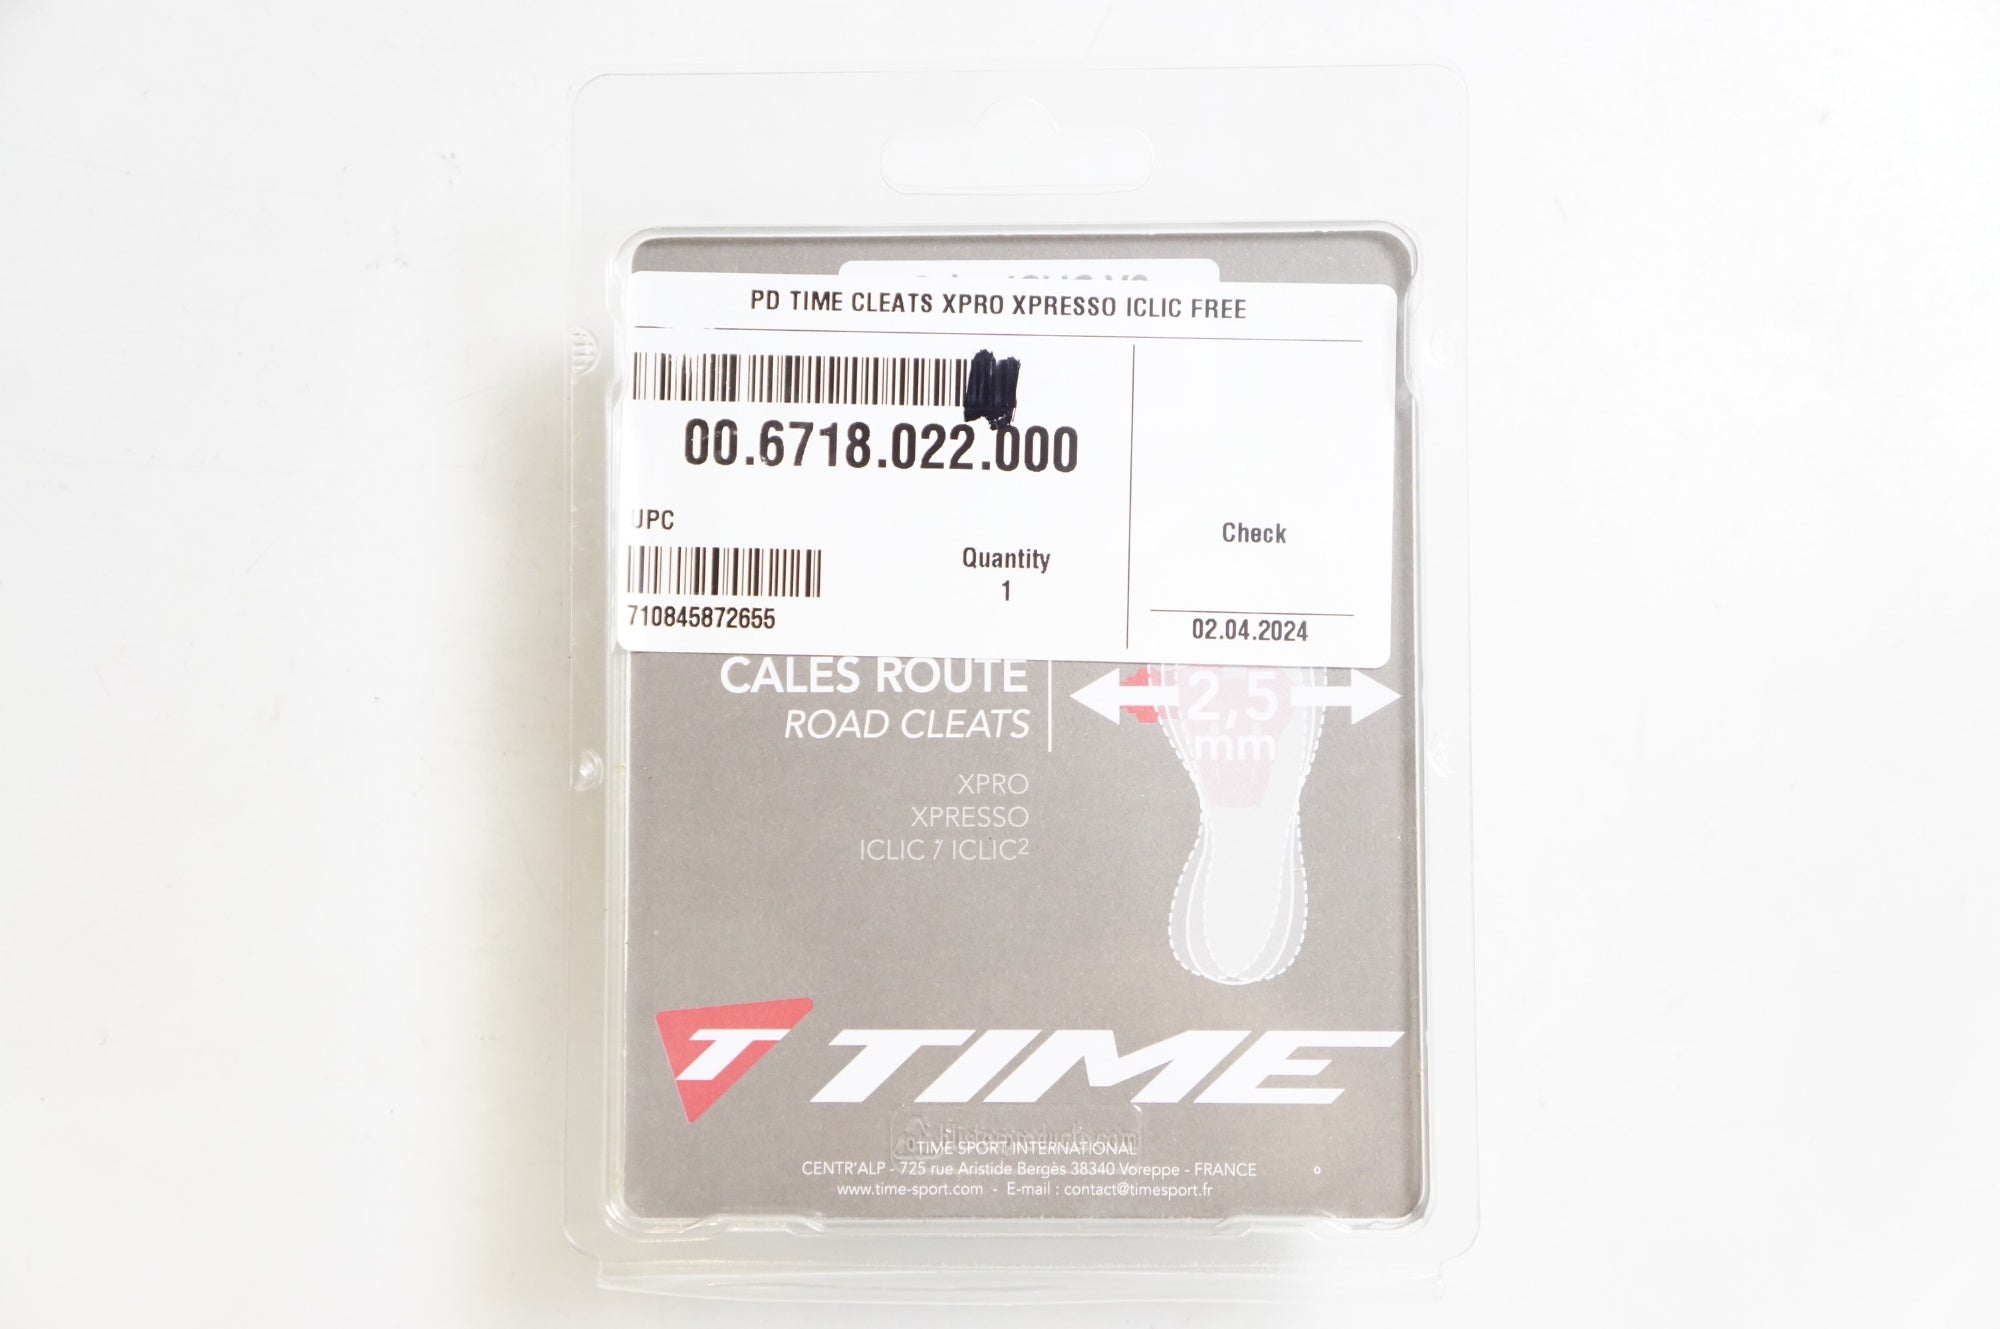 PD TIME CLEATS XPRO XPRESSO ICLIC FREE
00.6718.022.000
UPC
710845872655
Quantity
1
Check
02.04.2024
CALES ROUTE
ROAD CLEATS
2,5
mm
XPRO
XPRESSO
ICLIC / ICLIC²
T TIME
TIME SPORT INTERNATIONAL
CENTR'ALP - 725 rue Aristide Bergès 38340 Voreppe - FRANCE
www.time-sport.com - E-mail : contact@timesport.fr